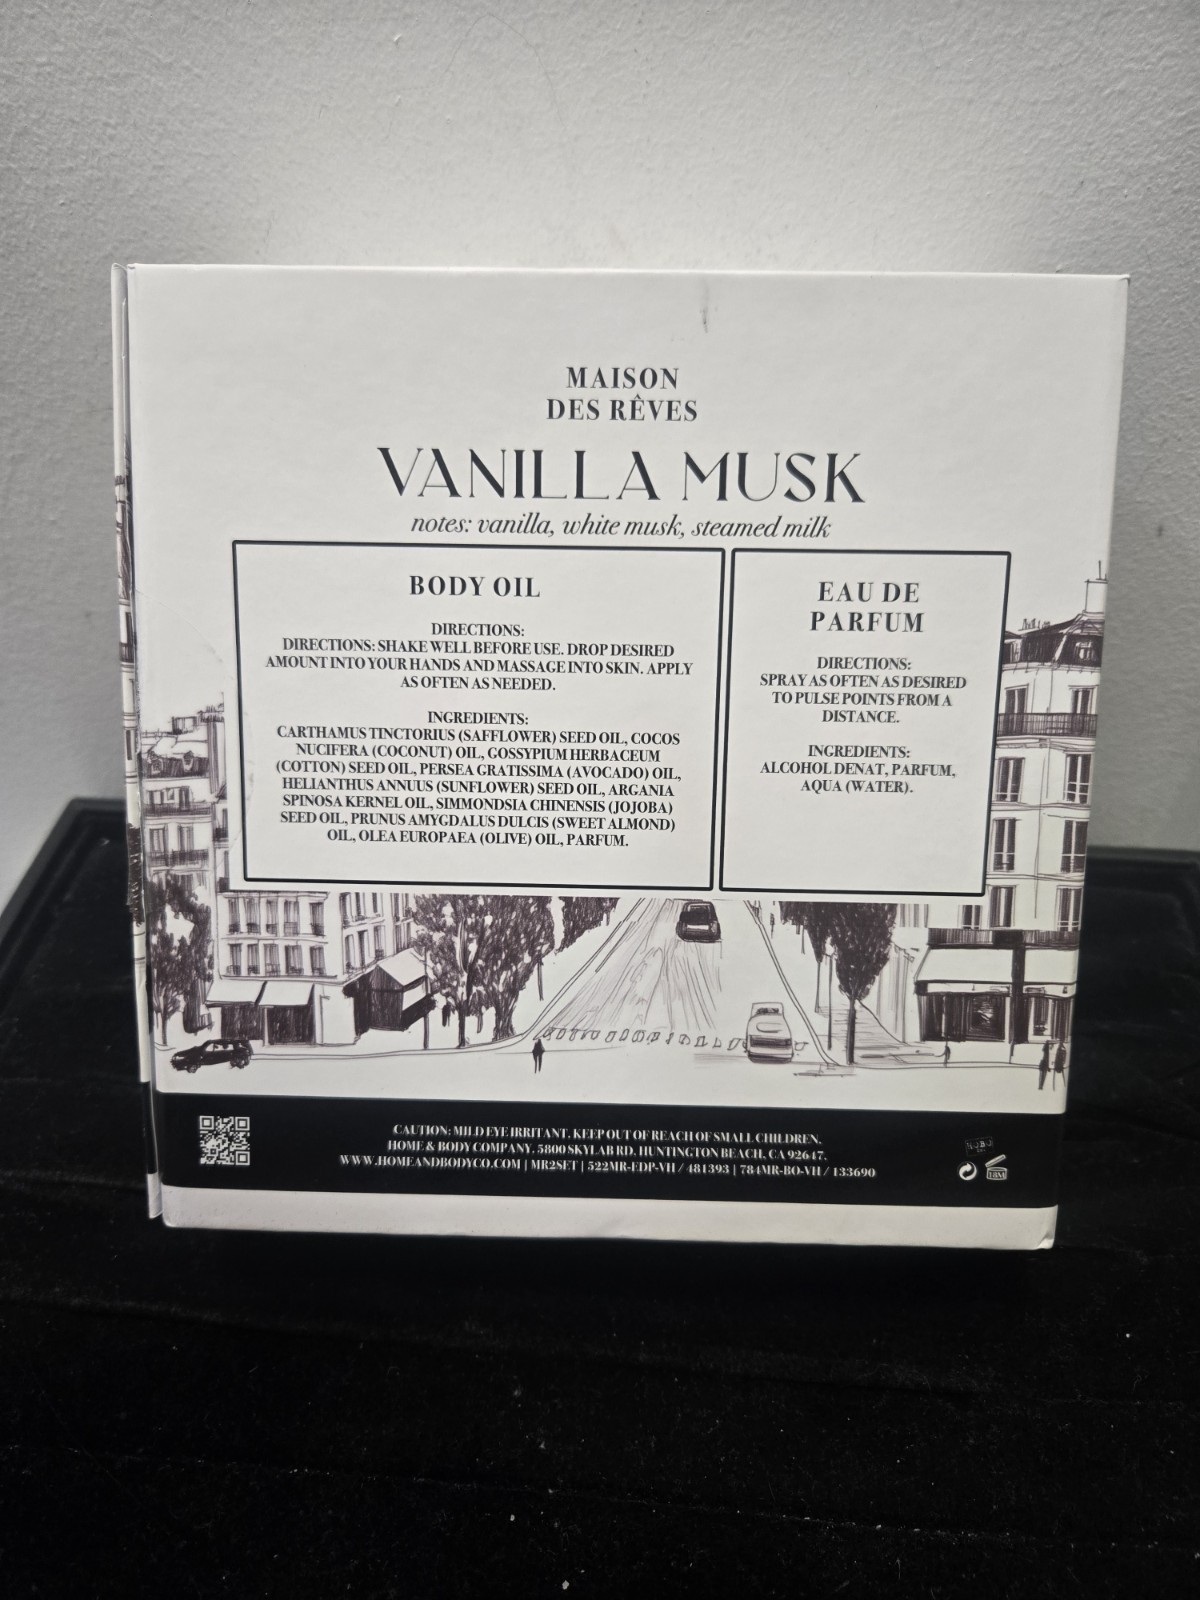 MAISON
DES RÊVES
VANILLA MUSK
notes: vanilla, white musk, steamed milk
BODY OIL
DIRECTIONS:
DIRECTIONS: SHAKE WELL BEFORE USE. DROP DESIRED
AMOUNT INTO YOUR HANDS AND MASSAGE INTO SKIN. APPLY
AS OFTEN AS NEEDED.
INGREDIENTS:
CARTHAMUS TINCTORIUS (SAFFLOWER) SEED OIL, COCOS
NUCIFERA (COCONUT) OIL, GOSSYPIUM HERBACEUM
(COTTON) SEED OIL, PERSEA GRATISSIMA (AVOCADO) OIL,
HELIANTHUS ANNUUS (SUNFLOWER) SEED OIL, ARGANIA
SPINOSA KERNEL OIL, SIMMONDSIA CHINENSIS (JOJOBA)
SEED OIL, PRUNUS AMYGDALUS DULCIS (SWEET ALMOND)
OIL, OLEA EUROPAEA (OLIVE) OIL, PARFUM.
EAU DE
PARFUM
DIRECTIONS:
SPRAY AS OFTEN AS DESIRED
TO PULSE POINTS FROM A
DISTANCE.
INGREDIENTS:
ALCOHOL DENAT, PARFUM,
AQUA (WATER).
CAUTION: MILD EYE IRRITANT. KEEP OUT OF REACH OF SMALL CHILDREN.
HOME & BODY COMPANY. 5800 SKYLAB RD. HUNTINGTON BEACH, CA 92647.
WWW.HOMEANDBODYCO.COM | MR2SET | 522MR-EDP-VH / 481393 | 784MR-BO-VH / 133690